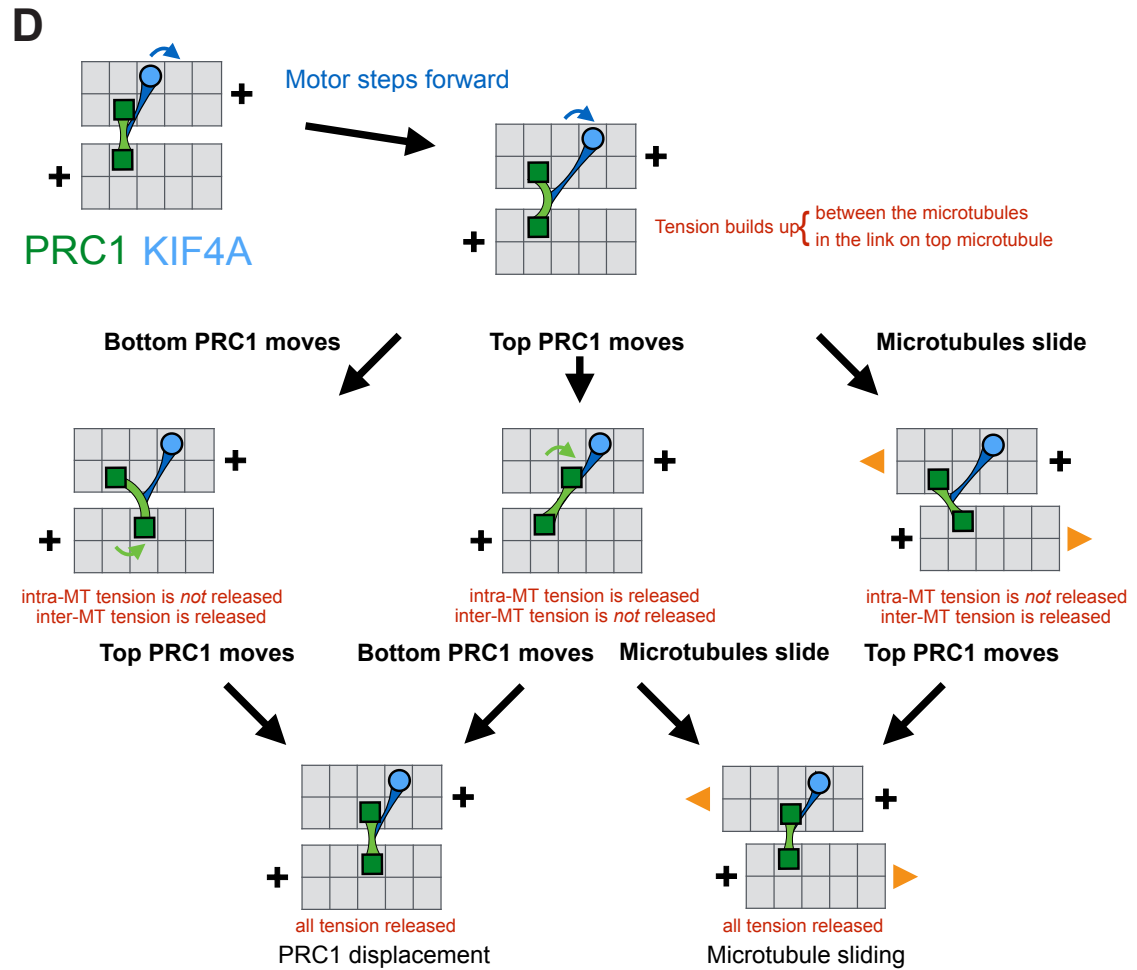 D
+
Motor steps forward
+
+
+
PRC1 KIF4A
Tension builds up{ between the microtubules
in the link on top microtubule
+
Bottom PRC1 moves
Top PRC1 moves
Microtubules slide
+
+
+
+
+
+
intra-MT tension is not released
inter-MT tension is released
intra-MT tension is released
inter-MT tension is not released
intra-MT tension is not released
inter-MT tension is released
Top PRC1 moves
Bottom PRC1 moves
Microtubules slide
Top PRC1 moves
+
+
+
+
all tension released
PRC1 displacement
all tension released
Microtubule sliding